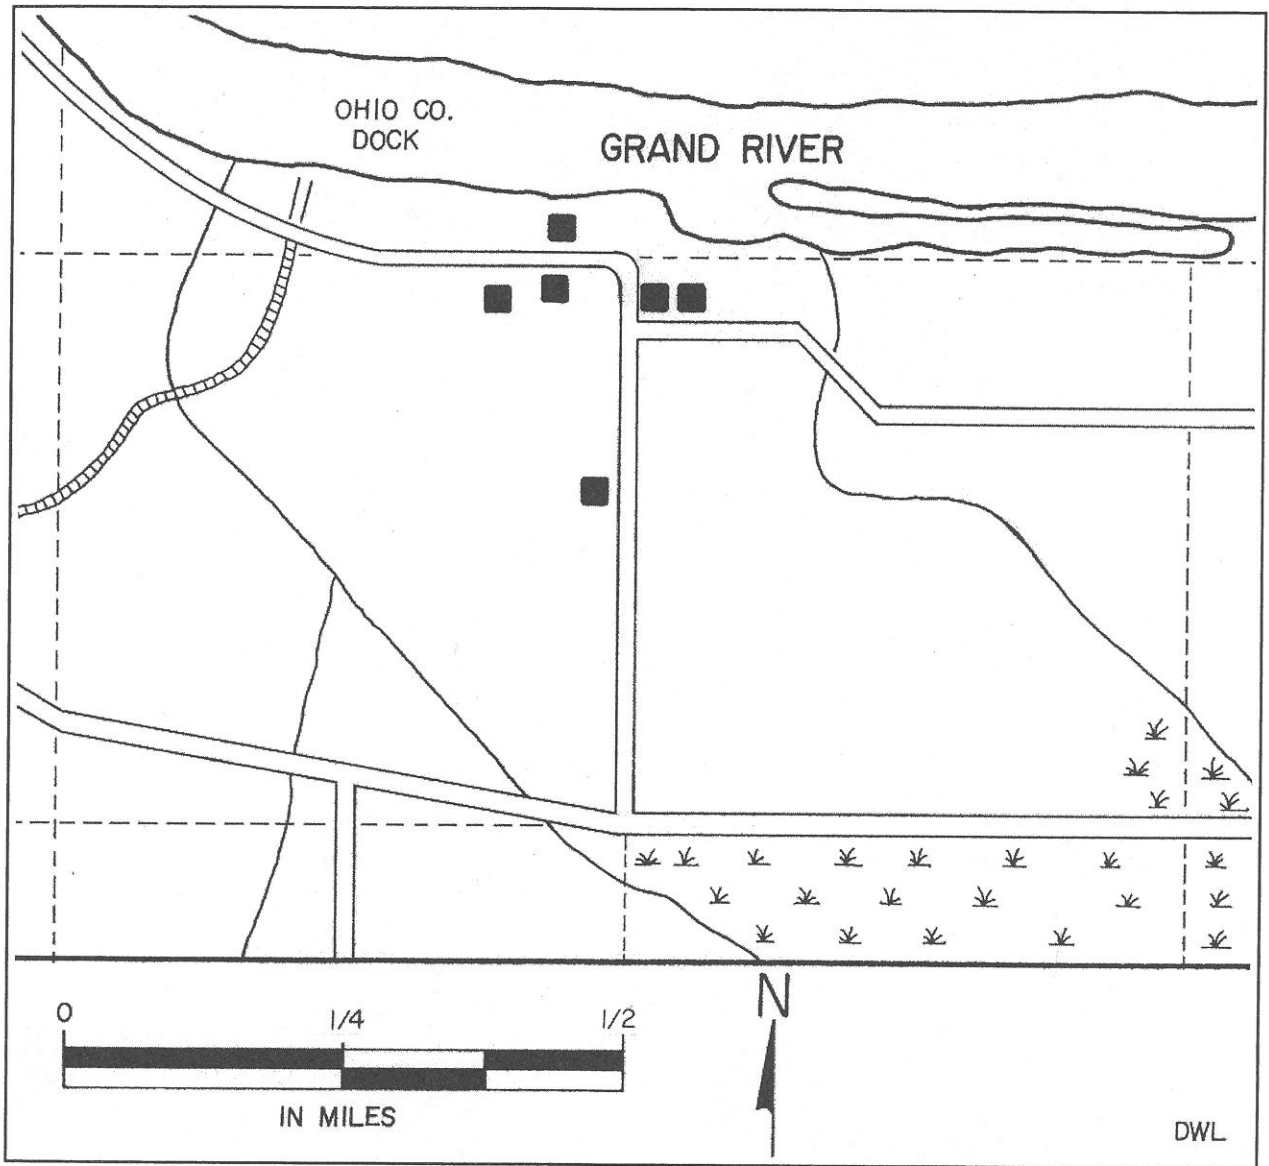 OHIO CO.
DOCK
GRAND RIVER
N
0 1/4 1/2
IN MILES
DWL